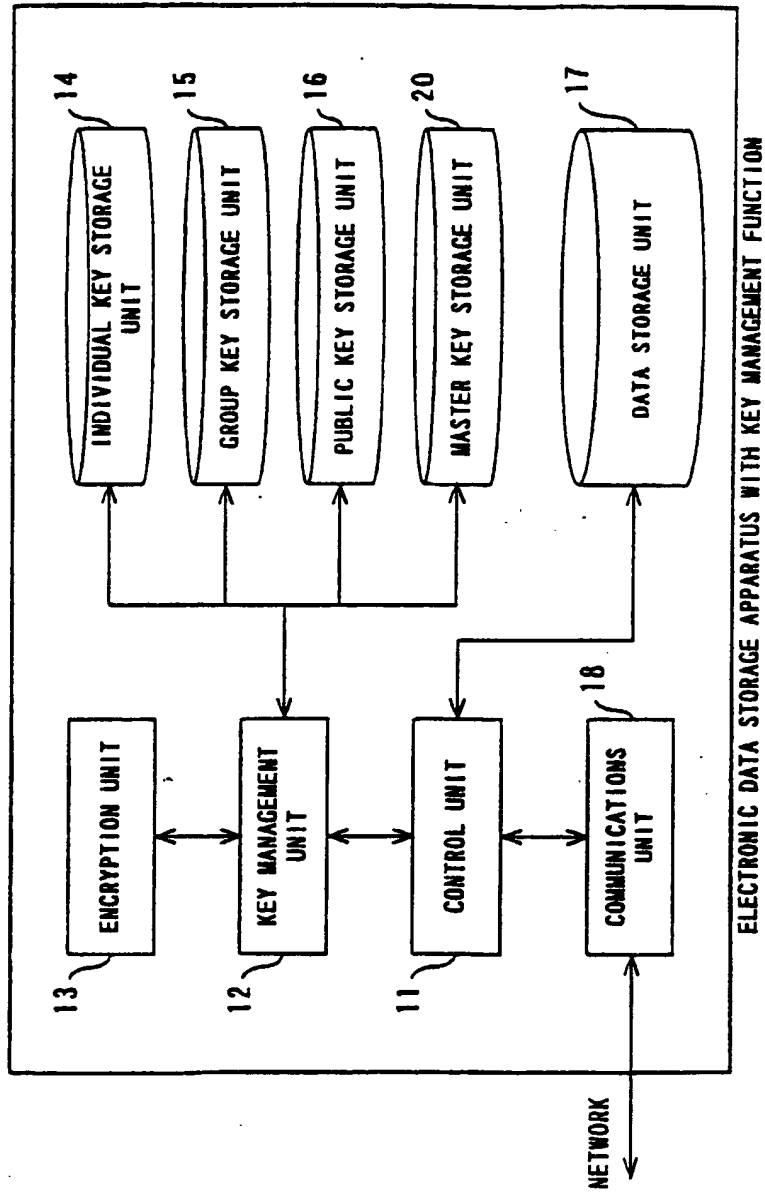 13
ENCRYPTION UNIT
12
KEY MANAGEMENT
UNIT
11
CONTROL UNIT
18
COMMUNICATIONS
UNIT
NETWORK
14
INDIVIDUAL KEY STORAGE
UNIT
15
GROUP KEY STORAGE UNIT
16
PUBLIC KEY STORAGE UNIT
20
MASTER KEY STORAGE UNIT
17
DATA STORAGE UNIT
ELECTRONIC DATA STORAGE APPARATUS WITH KEY MANAGEMENT FUNCTION